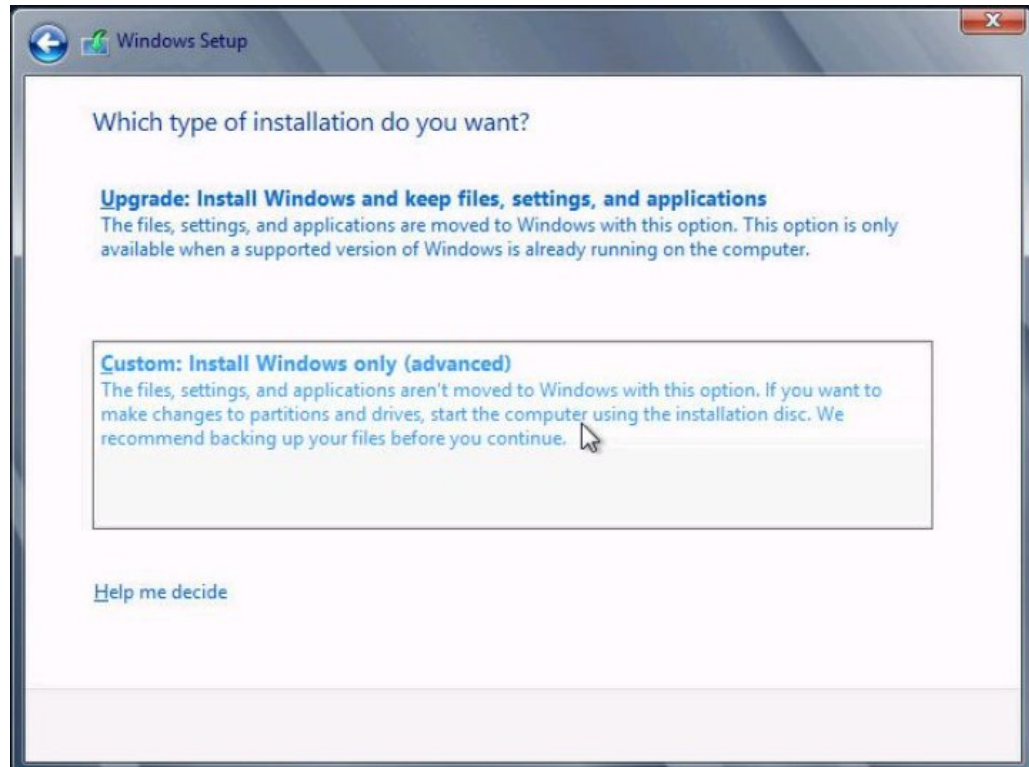 Windows Setup
Which type of installation do you want?
Upgrade: Install Windows and keep files, settings, and applications
The files, settings, and applications are moved to Windows with this option. This option is only
available when a supported version of Windows is already running on the computer.
Custom: Install Windows only (advanced)
The files, settings, and applications aren't moved to Windows with this option. If you want to
make changes to partitions and drives, start the computer using the installation disc. We
recommend backing up your files before you continue.
Help me decide